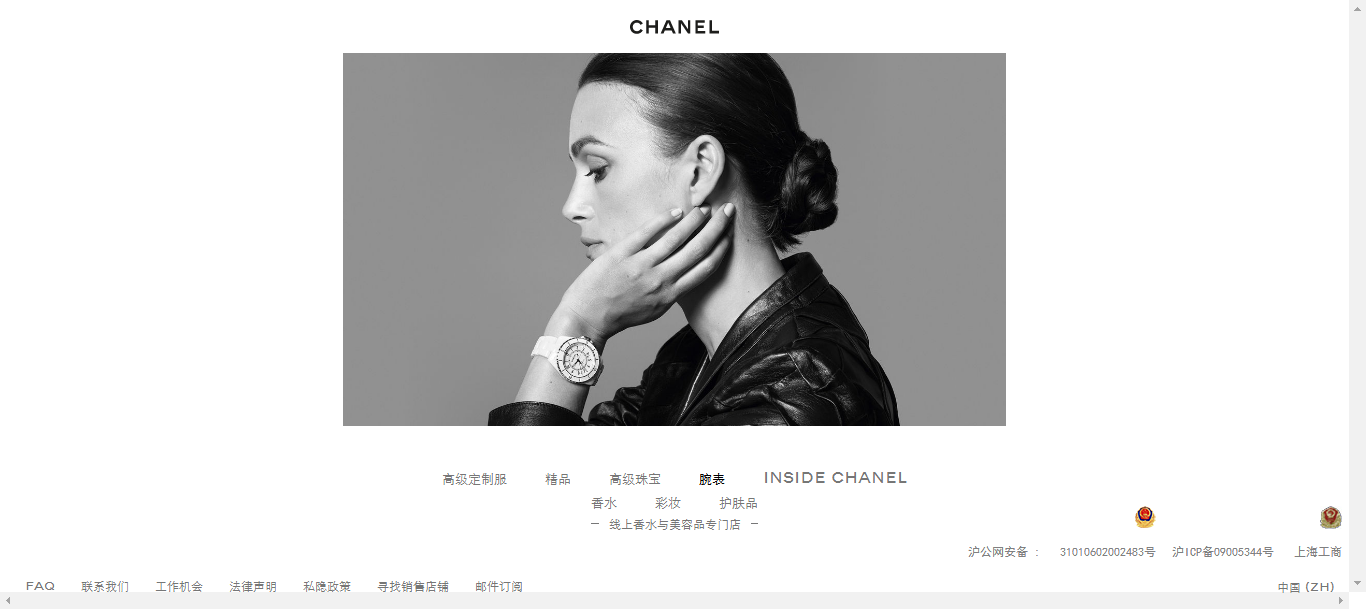 CHANEL
高级定制服 精品 高级珠宝 腕表 INSIDE CHANEL
香水 彩妆 护肤品
— 线上香水与美容品专门店 —
沪公网安备 ： 31010602002483号 沪ICP备09005344号 上海工商
FAQ 联系我们 工作机会 法律声明 私隐政策 寻找销售店铺 邮件订阅 中国 (ZH)